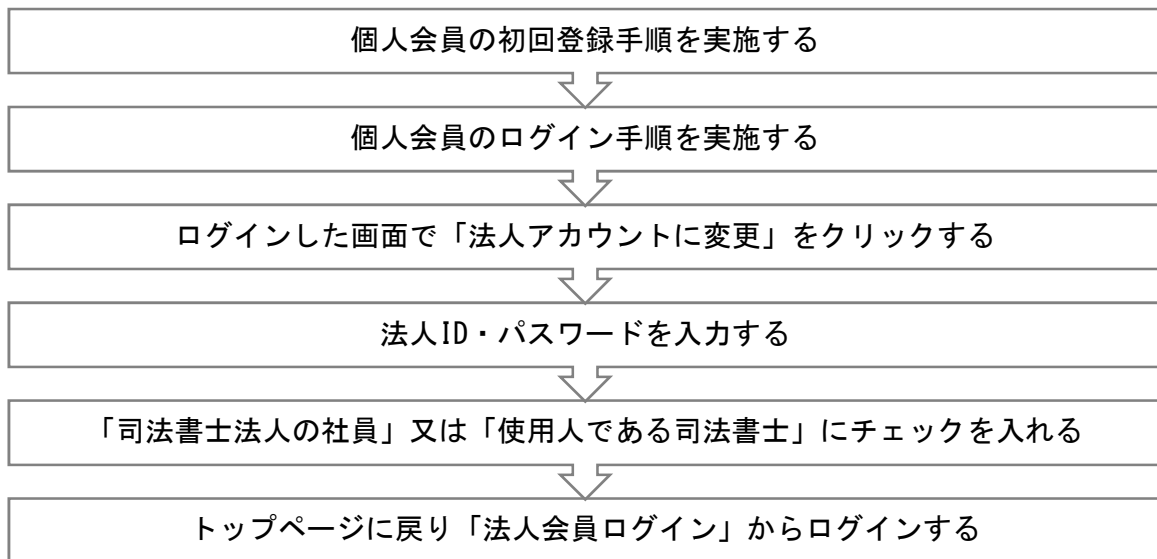 個人会員の初回登録手順を実施する
個人会員のログイン手順を実施する
ログインした画面で「法人アカウントに変更」をクリックする
法人ID・パスワードを入力する
「司法書士法人の社員」又は「使用人である司法書士」にチェックを入れる
トップページに戻り「法人会員ログイン」からログインする